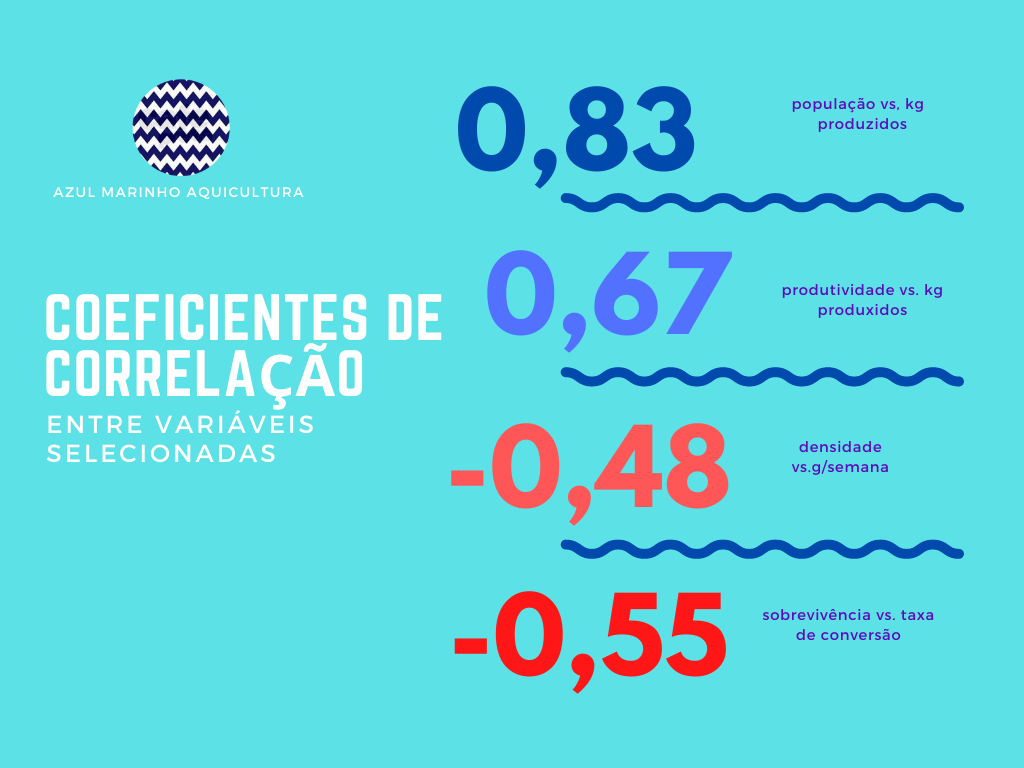 AZUL MARINHO AQUICULTURA
COEFICIENTES DE
CORRELAÇÃO
ENTRE VARIÁVEIS
SELECIONADAS
0,83
população vs, kg
produzidos
0,67
produtividade vs. kg
produxidos
-0,48
densidade
vs.g/semana
-0,55
sobrevivência vs. taxa
de conversão